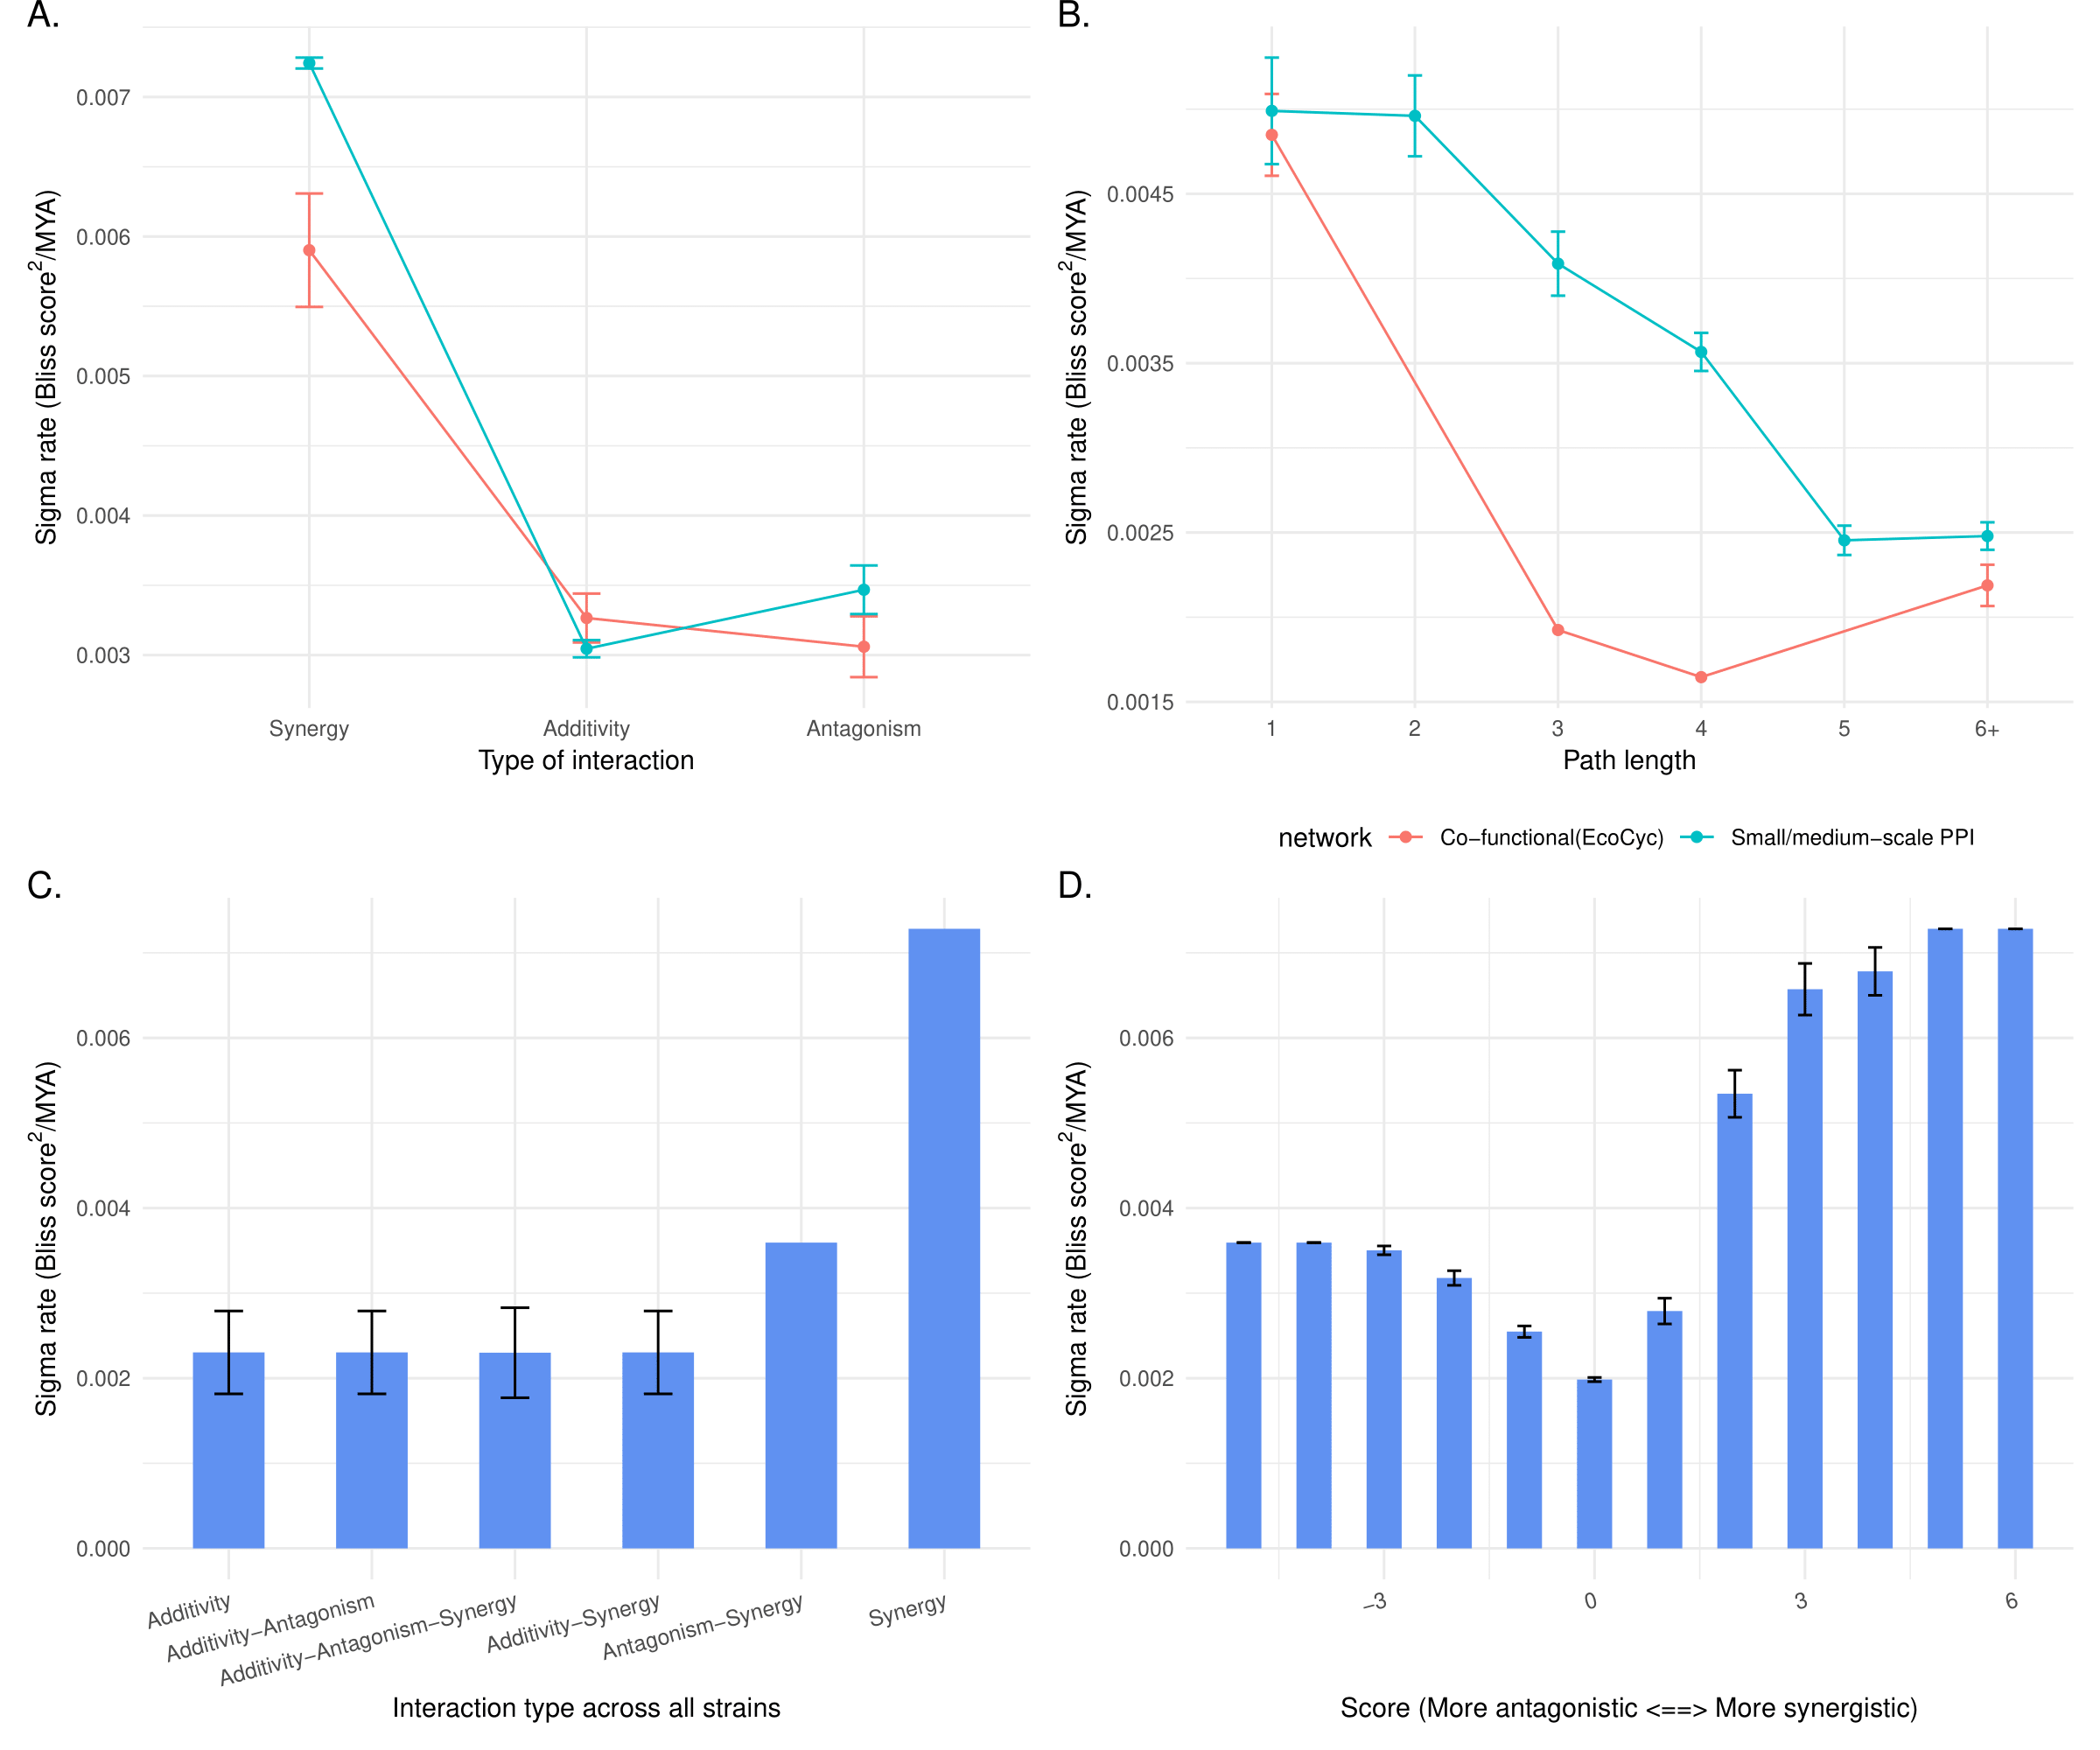 A.
Sigma rate (Bliss score2/MYA)
0.007
0.006
0.005
0.004
0.003
Synergy Additivity Antagonism
Type of interaction
B.
Sigma rate (Bliss score2/MYA)
0.0045
0.0035
0.0025
0.0015
1 2 3 4 5 6+
Path length
network Co−functional(EcoCyc) Small/medium−scale PPI
C.
Sigma rate (Bliss score2/MYA)
0.006
0.004
0.002
0.000
Additivity
Additivity−Antagonism
Additivity−Antagonism−Synergy
Additivity−Synergy
Antagonism−Synergy
Synergy
Interaction type across all strains
D.
Sigma rate (Bliss score2/MYA)
0.006
0.004
0.002
0.000
−3 0 3 6
Score (More antagonistic <==> More synergistic)